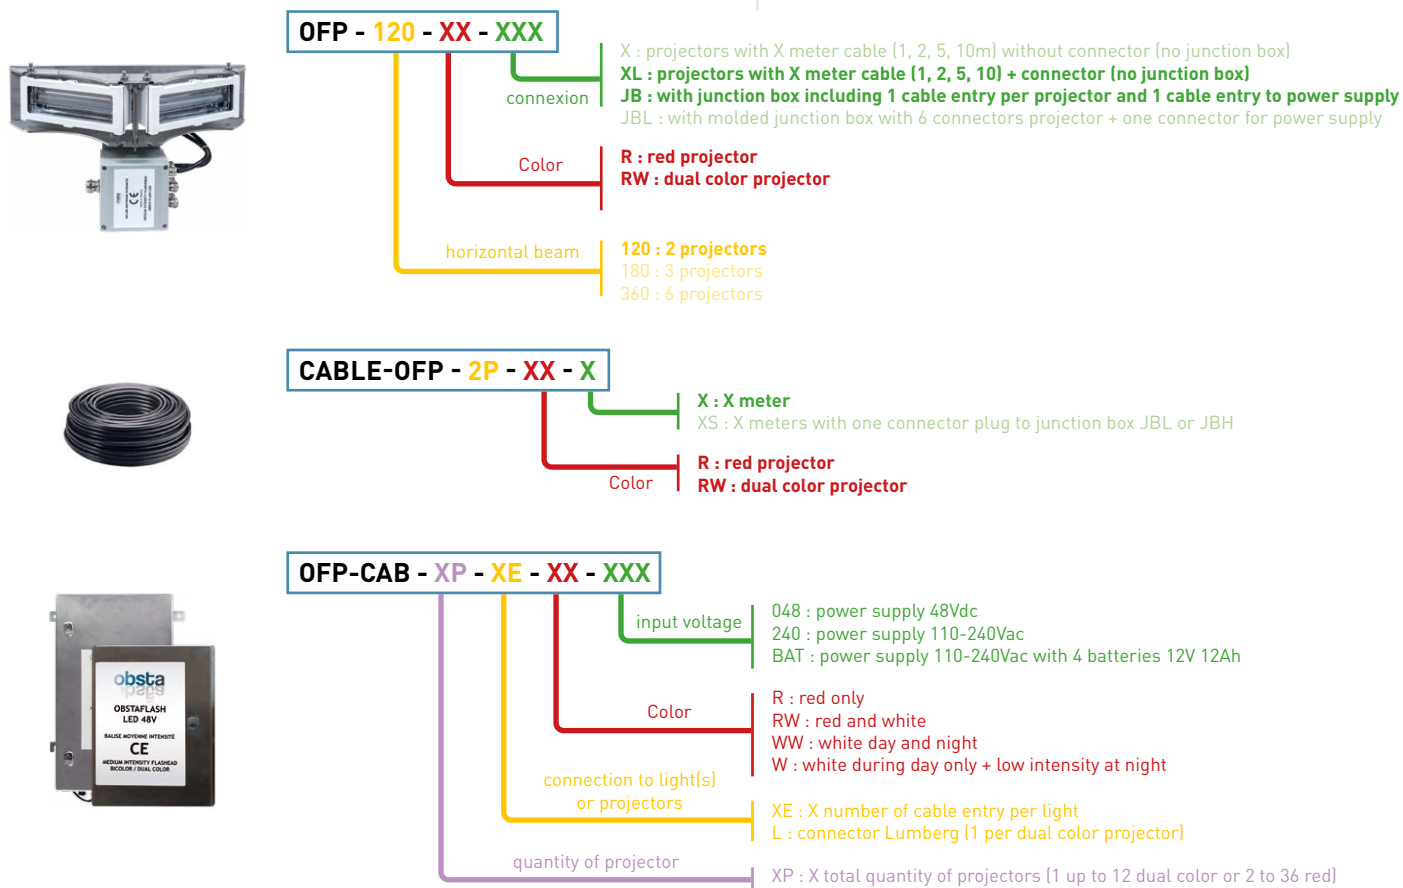 OFP - 120 - XX - XXX
X : projectors with X meter cable (1, 2, 5, 10m) without connector (no junction box)
XL : projectors with X meter cable (1, 2, 5, 10) + connector (no junction box)
connexion
JB : with junction box including 1 cable entry per projector and 1 cable entry to power supply
JBL : with molded junction box with 6 connectors projector + one connector for power supply
Color
R : red projector
RW : dual color projector
horizontal beam
120 : 2 projectors
180 : 3 projectors
360 : 6 projectors
CABLE-OFP - 2P - XX - X
X : X meter
XS : X meters with one connector plug to junction box JBL or JBH
Color
R : red projector
RW : dual color projector
OFP-CAB - XP - XE - XX - XXX
input voltage
048 : power supply 48Vdc
240 : power supply 110-240Vac
BAT : power supply 110-240Vac with 4 batteries 12V 12Ah
Color
R : red only
RW : red and white
WW : white day and night
W : white during day only + low intensity at night
connection to light(s)
or projectors
XE : X number of cable entry per light
L : connector Lumberg (1 per dual color projector)
quantity of projector
XP : X total quantity of projectors (1 up to 12 dual color or 2 to 36 red)
obsta
OBSTAFLASH
LED 48V
BALISE MOYENNE INTENSITÉ
CE
MEDIUM INTENSITY FLASHEAD
BICOLOR / DUAL COLOR